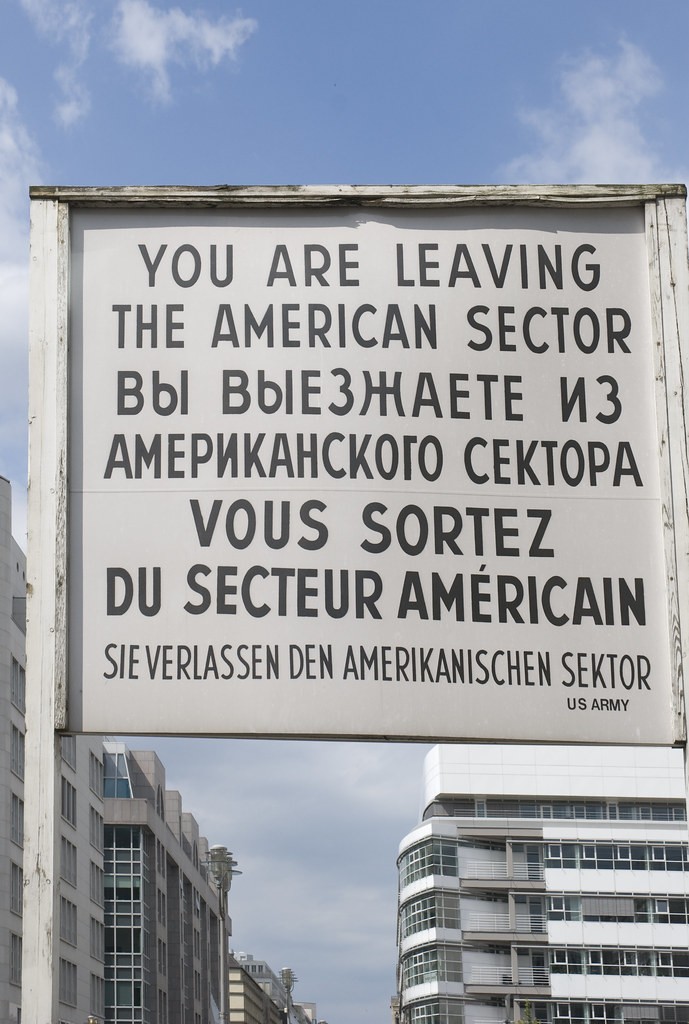 YOU ARE LEAVING
THE AMERICAN SECTOR
ВЫ ВЫЕЗЖАЕТЕ ИЗ
АМЕРИКАНСКОГО СЕКТОРА
VOUS SORTEZ
DU SECTEUR AMÉRICAIN
SIE VERLASSEN DEN AMERIKANISCHEN SEKTOR
US ARMY